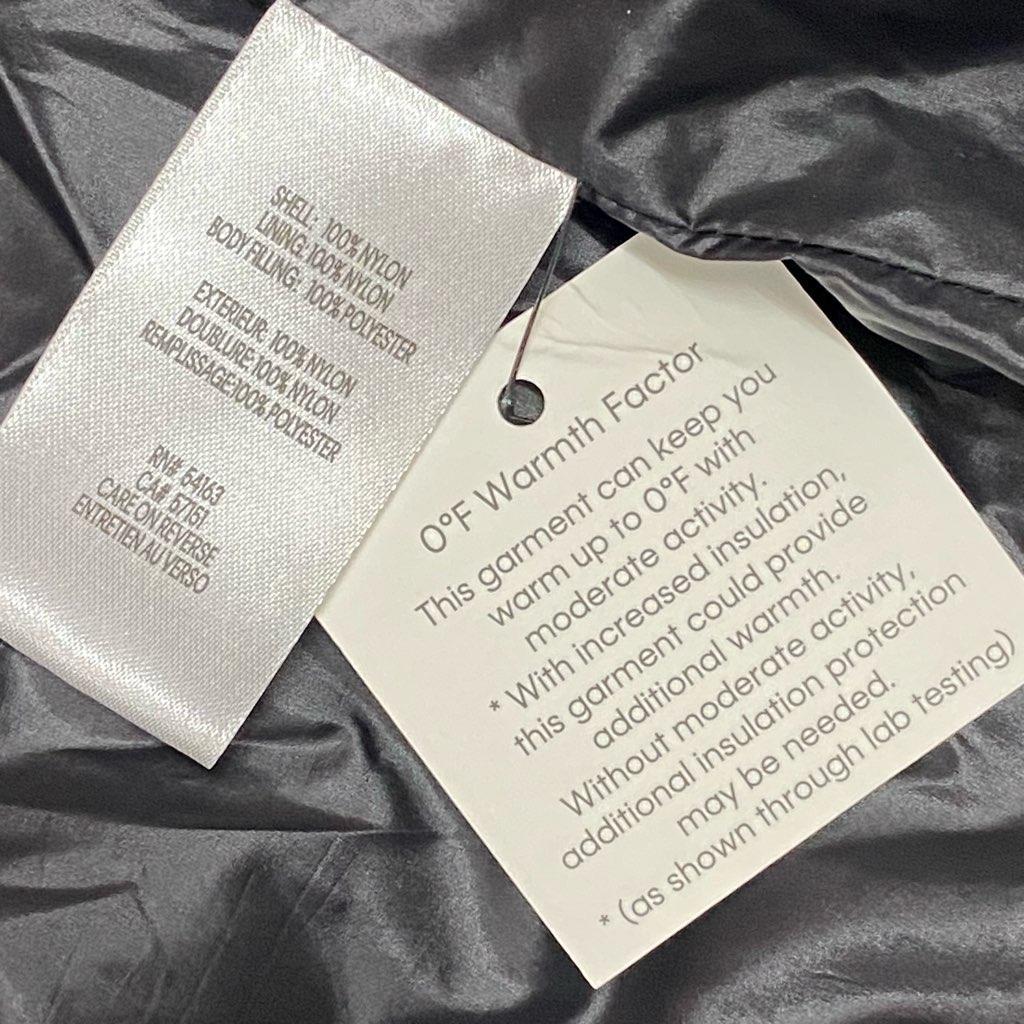 SHELL: 100% NYLON
LINING: 100% NYLON
BODY FILLING: 100% POLYESTER
EXTERIEUR: 100% NYLON
DOUBLURE: 100% NYLON
REMPLISSAGE: 100% POLYESTER
RN# 54163
CA# 57151
CARE ON REVERSE
ENTRETIEN AU VERSO
0°F Warmth Factor
This garment can keep you
warm up to 0°F with
moderate activity.
* With increased insulation,
this garment could provide
additional warmth.
Without moderate activity,
additional insulation protection
may be needed.
* (as shown through lab testing)